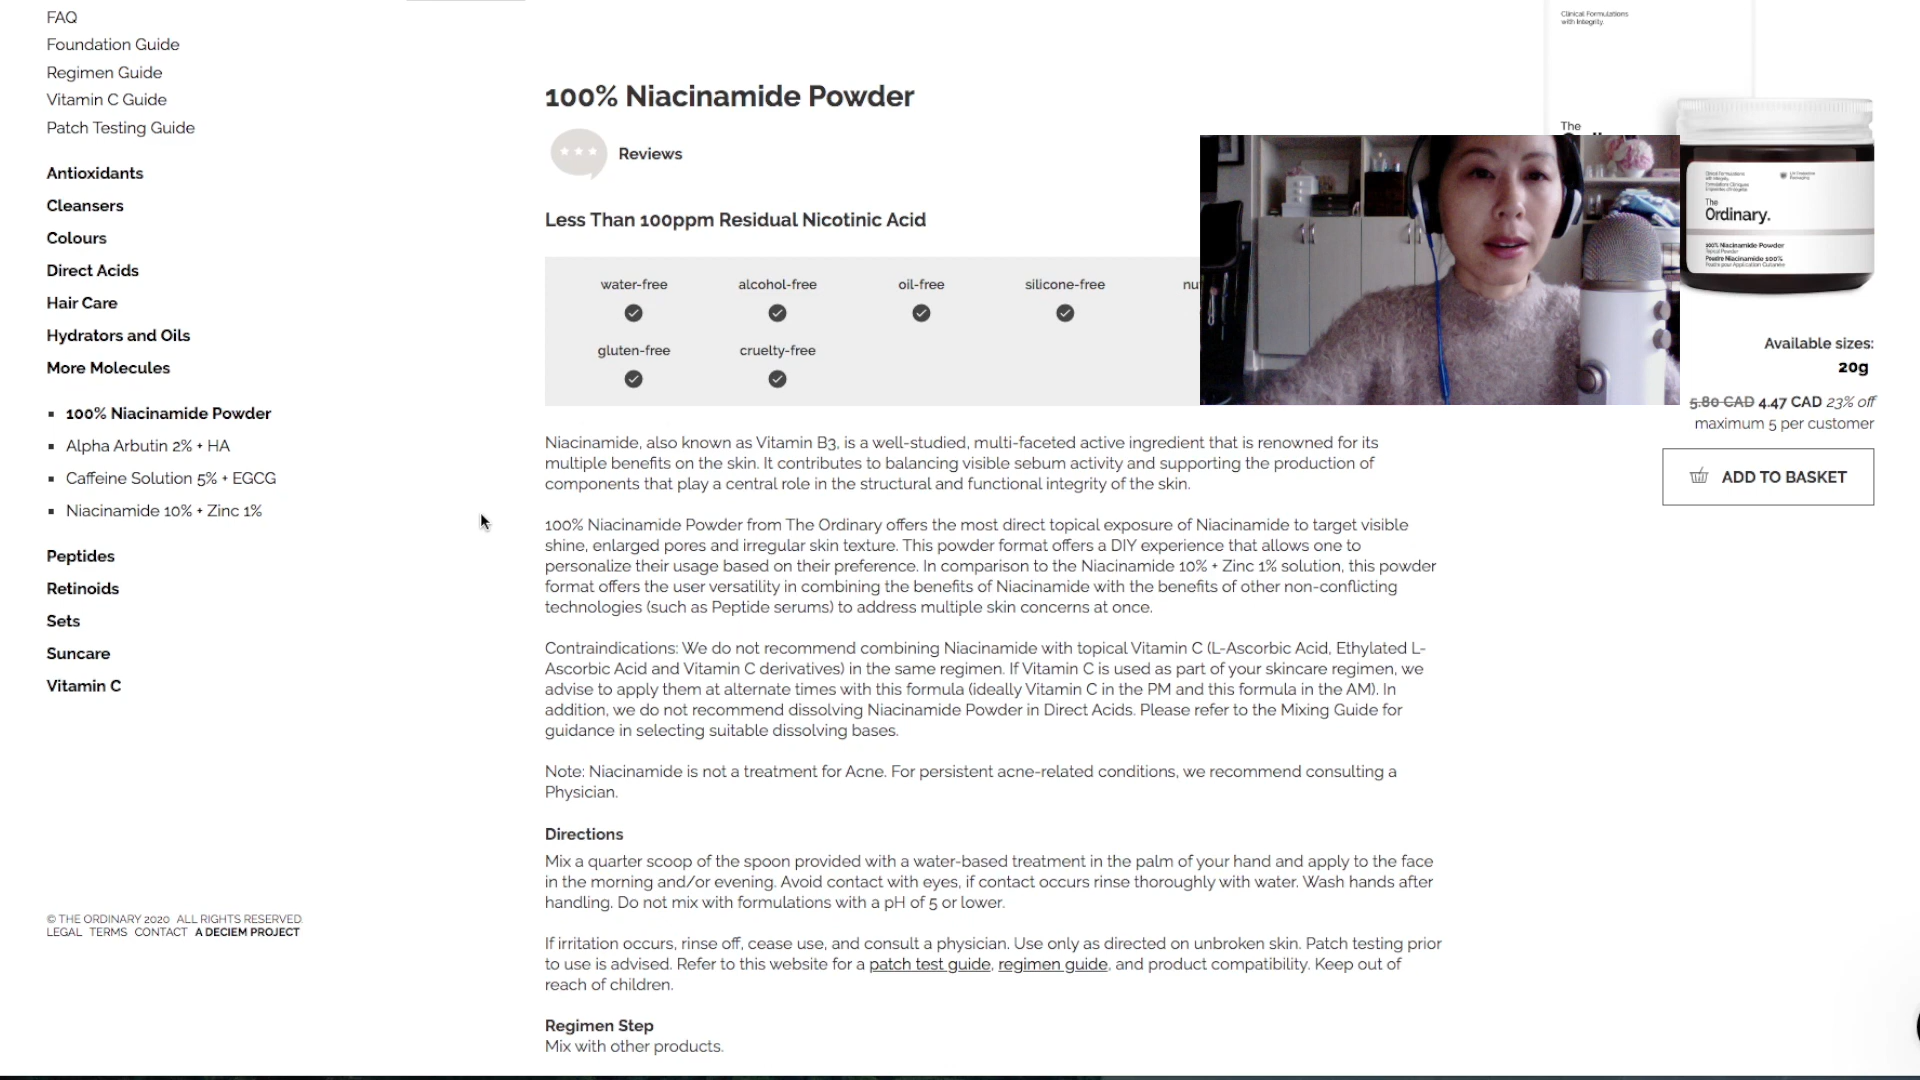 FAQ
Foundation Guide
Regimen Guide
Vitamin C Guide
Patch Testing Guide
Antioxidants
Cleansers
Colours
Direct Acids
Hair Care
Hydrators and Oils
More Molecules
100% Niacinamide Powder
Alpha Arbutin 2% + HA
Caffeine Solution 5% + EGCG
Niacinamide 10% + Zinc 1%
Peptides
Retinoids
Sets
Suncare
Vitamin C
© THE ORDINARY 2020 ALL RIGHTS RESERVED.
LEGAL TERMS CONTACT A DECIEM PROJECT
100% Niacinamide Powder
Reviews
Less Than 100ppm Residual Nicotinic Acid
water-free alcohol-free oil-free silicone-free nu
gluten-free cruelty-free
Niacinamide, also known as Vitamin B3, is a well-studied, multi-faceted active ingredient that is renowned for its
multiple benefits on the skin. It contributes to balancing visible sebum activity and supporting the production of
components that play a central role in the structural and functional integrity of the skin.
100% Niacinamide Powder from The Ordinary offers the most direct topical exposure of Niacinamide to target visible
shine, enlarged pores and irregular skin texture. This powder format offers a DIY experience that allows one to
personalize their usage based on their preference. In comparison to the Niacinamide 10% + Zinc 1% solution, this powder
format offers the user versatility in combining the benefits of Niacinamide with the benefits of other non-conflicting
technologies (such as Peptide serums) to address multiple skin concerns at once.
Contraindications: We do not recommend combining Niacinamide with topical Vitamin C (L-Ascorbic Acid, Ethylated L-
Ascorbic Acid and Vitamin C derivatives) in the same regimen. If Vitamin C is used as part of your skincare regimen, we
advise to apply them at alternate times with this formula (ideally Vitamin C in the PM and this formula in the AM). In
addition, we do not recommend dissolving Niacinamide Powder in Direct Acids. Please refer to the Mixing Guide for
guidance in selecting suitable dissolving bases.
Note: Niacinamide is not a treatment for Acne. For persistent acne-related conditions, we recommend consulting a
Physician.
Directions
Mix a quarter scoop of the spoon provided with a water-based treatment in the palm of your hand and apply to the face
in the morning and/or evening. Avoid contact with eyes, if contact occurs rinse thoroughly with water. Wash hands after
handling. Do not mix with formulations with a pH of 5 or lower.
If irritation occurs, rinse off, cease use, and consult a physician. Use only as directed on unbroken skin. Patch testing prior
to use is advised. Refer to this website for a patch test guide, regimen guide, and product compatibility. Keep out of
reach of children.
Regimen Step
Mix with other products.
Clinical Formulations
with Integrity.
The
The
Ordinary.
100% Niacinamide Powder
Topical Powder
Poudre Niacinamide 100%
Available sizes:
20g
5.80 CAD 4.47 CAD 23% off
maximum 5 per customer
ADD TO BASKET